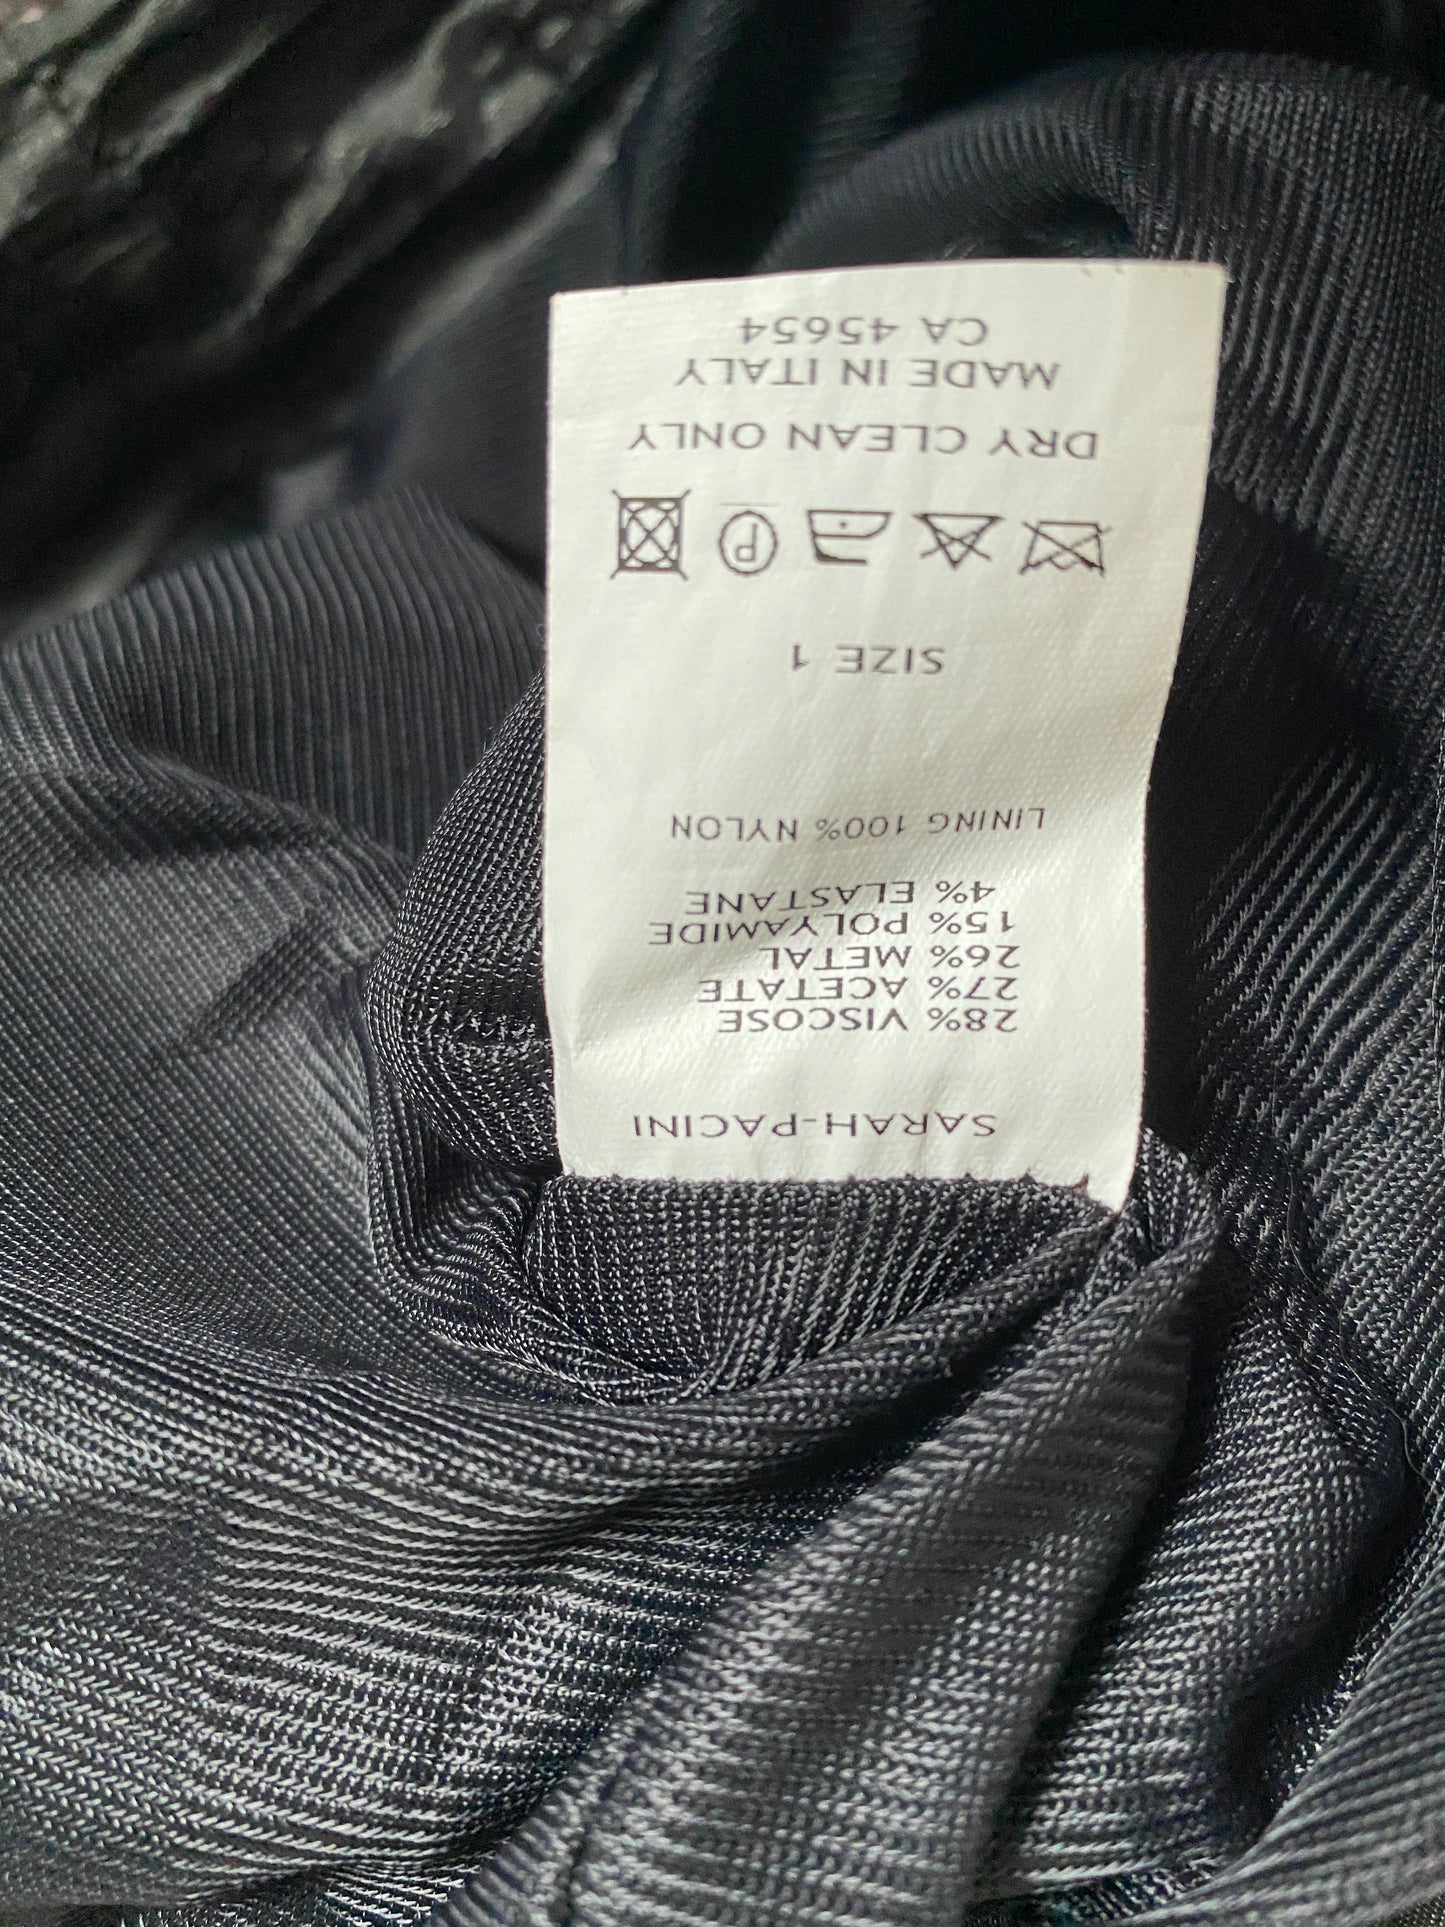 SARAH-PACINI
28% VISCOSE
27% ACETATE
26% METAL
15% POLYAMIDE
4% ELASTANE
LINING 100% NYLON
SIZE 1
P
DRY CLEAN ONLY
MADE IN ITALY
CA 45654